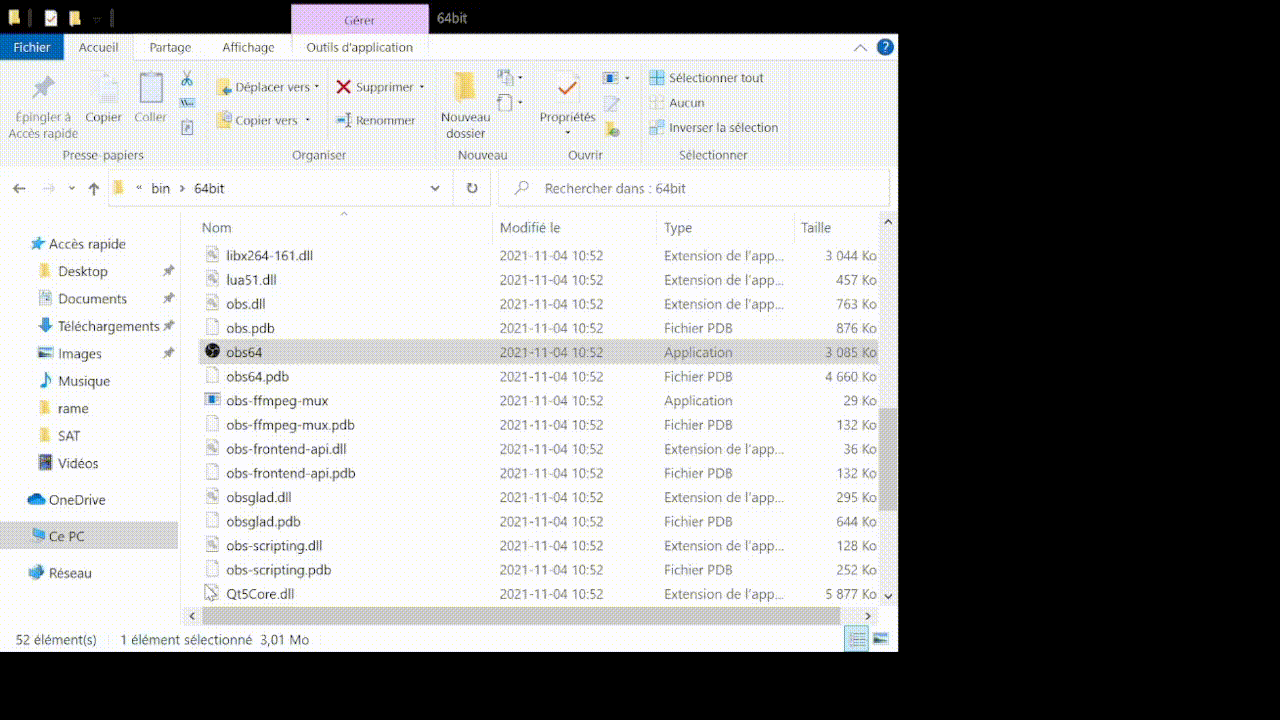 Gérer
64bit
Fichier
Accueil
Partage
Affichage
Outils d'application
?
Épingler à
Accès rapide
Copier
Coller
Presse-papiers
Déplacer vers
Copier vers
Supprimer
Renommer
Organiser
Nouveau
dossier
Nouveau
Propriétés
Ouvrir
Sélectionner tout
Aucun
Inverser la sélection
Sélectionner
« bin > 64bit
Rechercher dans : 64bit
Accès rapide
Desktop
Documents
Téléchargements
Images
Musique
rame
SAT
Vidéos
OneDrive
Ce PC
Réseau
Nom Modifié le Type Taille
libx264-161.dll 2021-11-04 10:52 Extension de l'app... 3 044 Ko
lua51.dll 2021-11-04 10:52 Extension de l'app... 457 Ko
obs.dll 2021-11-04 10:52 Extension de l'app... 763 Ko
obs.pdb 2021-11-04 10:52 Fichier PDB 876 Ko
obs64 2021-11-04 10:52 Application 3 085 Ko
obs64.pdb 2021-11-04 10:52 Fichier PDB 4 660 Ko
obs-ffmpeg-mux 2021-11-04 10:52 Application 29 Ko
obs-ffmpeg-mux.pdb 2021-11-04 10:52 Fichier PDB 132 Ko
obs-frontend-api.dll 2021-11-04 10:52 Extension de l'app... 36 Ko
obs-frontend-api.pdb 2021-11-04 10:52 Fichier PDB 132 Ko
obsglad.dll 2021-11-04 10:52 Extension de l'app... 295 Ko
obsglad.pdb 2021-11-04 10:52 Fichier PDB 644 Ko
obs-scripting.dll 2021-11-04 10:52 Extension de l'app... 128 Ko
obs-scripting.pdb 2021-11-04 10:52 Fichier PDB 252 Ko
Qt5Core.dll 2021-11-04 10:52 Extension de l'app... 5 877 Ko
52 élément(s) 1 élément sélectionné 3,01 Mo